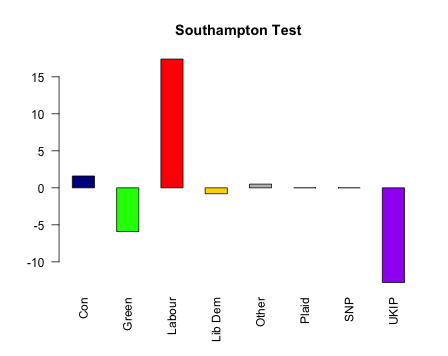 Southampton Test
15
10
5
0
-5
-10
Con
Green
Labour
Lib Dem
Other
Plaid
SNP
UKIP